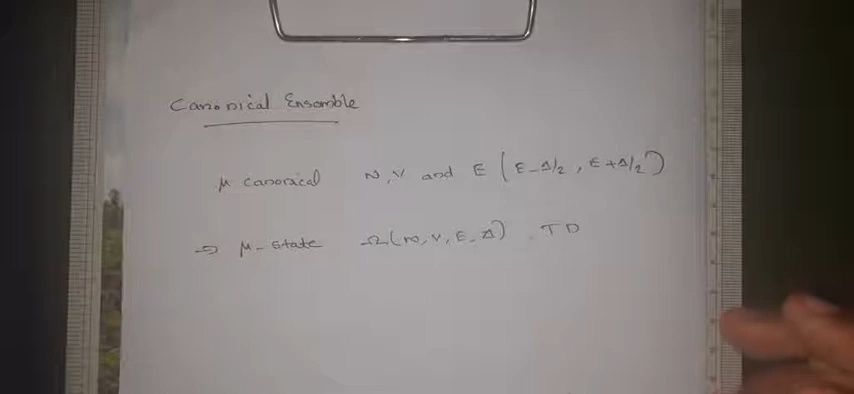 Canonical Ensemble
μ canonical N, V and E (E - Δ/2, E + Δ/2)
⇒ μ-state Ω(N, V, E, Δ) TD